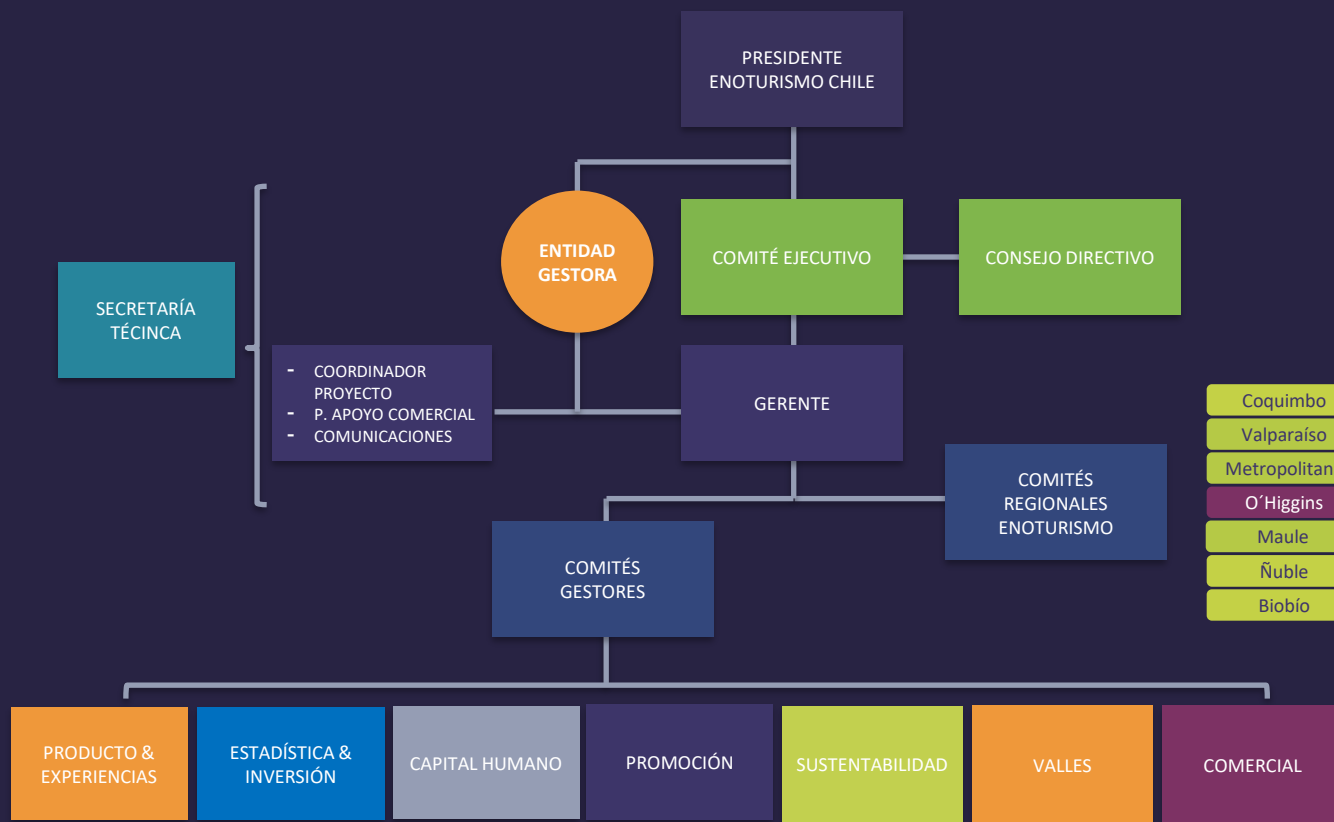 PRESIDENTE
ENOTURISMO CHILE
ENTIDAD
GESTORA
COMITÉ EJECUTIVO
CONSEJO DIRECTIVO
SECRETARÍA
TÉCINCA
- COORDINADOR
PROYECTO
- P. APOYO COMERCIAL
- COMUNICACIONES
GERENTE
COMITÉS
REGIONALES
ENOTURISMO
Coquimbo
Valparaíso
Metropolitan
O´Higgins
Maule
Ñuble
Biobío
COMITÉS
GESTORES
PRODUCTO &
EXPERIENCIAS
ESTADÍSTICA &
INVERSIÓN
CAPITAL HUMANO
PROMOCIÓN
SUSTENTABILIDAD
VALLES
COMERCIAL